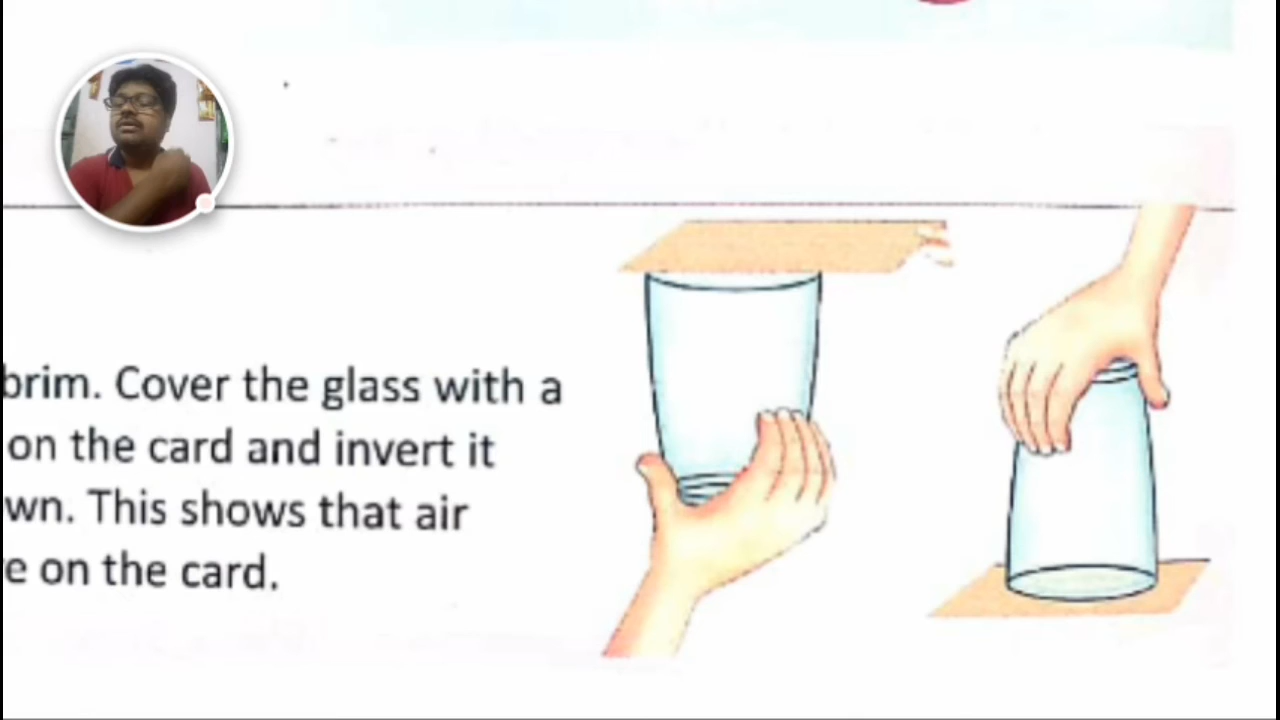 brim. Cover the glass with a
on the card and invert it
wn. This shows that air
e on the card.